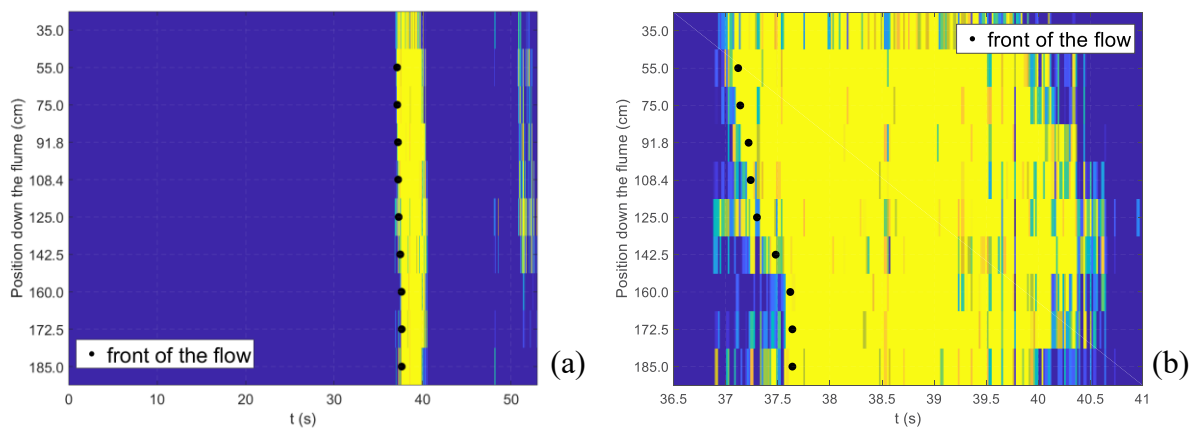 35.0
55.0
75.0
91.8
108.4
125.0
142.5
160.0
172.5
185.0
Position down the flume (cm)
front of the flow
0 10 20 30 40 50
t (s)
(a)
35.0
55.0
75.0
91.8
108.4
125.0
142.5
160.0
172.5
185.0
Position down the flume (cm)
front of the flow
36.5 37 37.5 38 38.5 39 39.5 40 40.5 41
t (s)
(b)